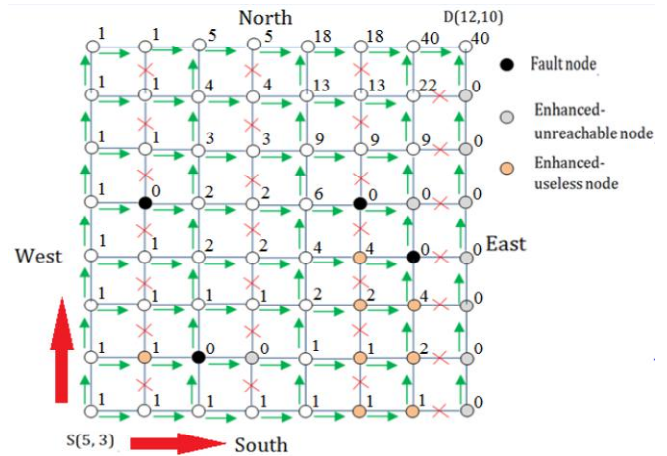 North
D(12,10)
1 1 5 5 18 18 40 40
Fault node
1 1 4 4 13 13 22 0
Enhanced-
unreachable node
1 1 3 3 9 9 9 0
Enhanced-
useless node
1 0 2 2 6 0 0 0
West
1 1 2 2 4 4 0 0
East
1 1 1 1 2 2 4 0
1 1 0 0 1 1 2 0
1 1 1 1 1 1 1 0
S(5, 3)
South